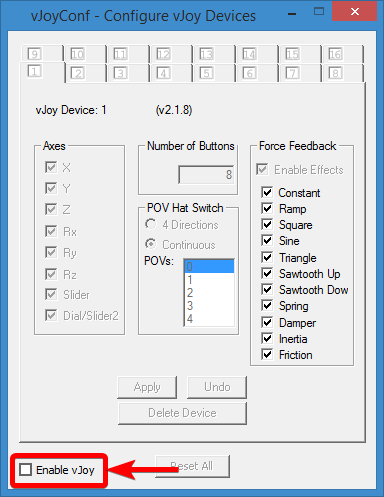 vJoyConf - Configure vJoy Devices
9 10 11 12 13 14 15 16
1 2 3 4 5 6 7 8
vJoy Device: 1 (v2.1.8)
Axes
X
Y
Z
Rx
Ry
Rz
Slider
Dial/Slider2
Number of Buttons
8
POV Hat Switch
4 Directions
Continuous
POVs:
0
1
2
3
4
Force Feedback
Enable Effects
Constant
Ramp
Square
Sine
Triangle
Sawtooth Up
Sawtooth Dow
Spring
Damper
Inertia
Friction
Apply Undo
Delete Device
Enable vJoy Reset All